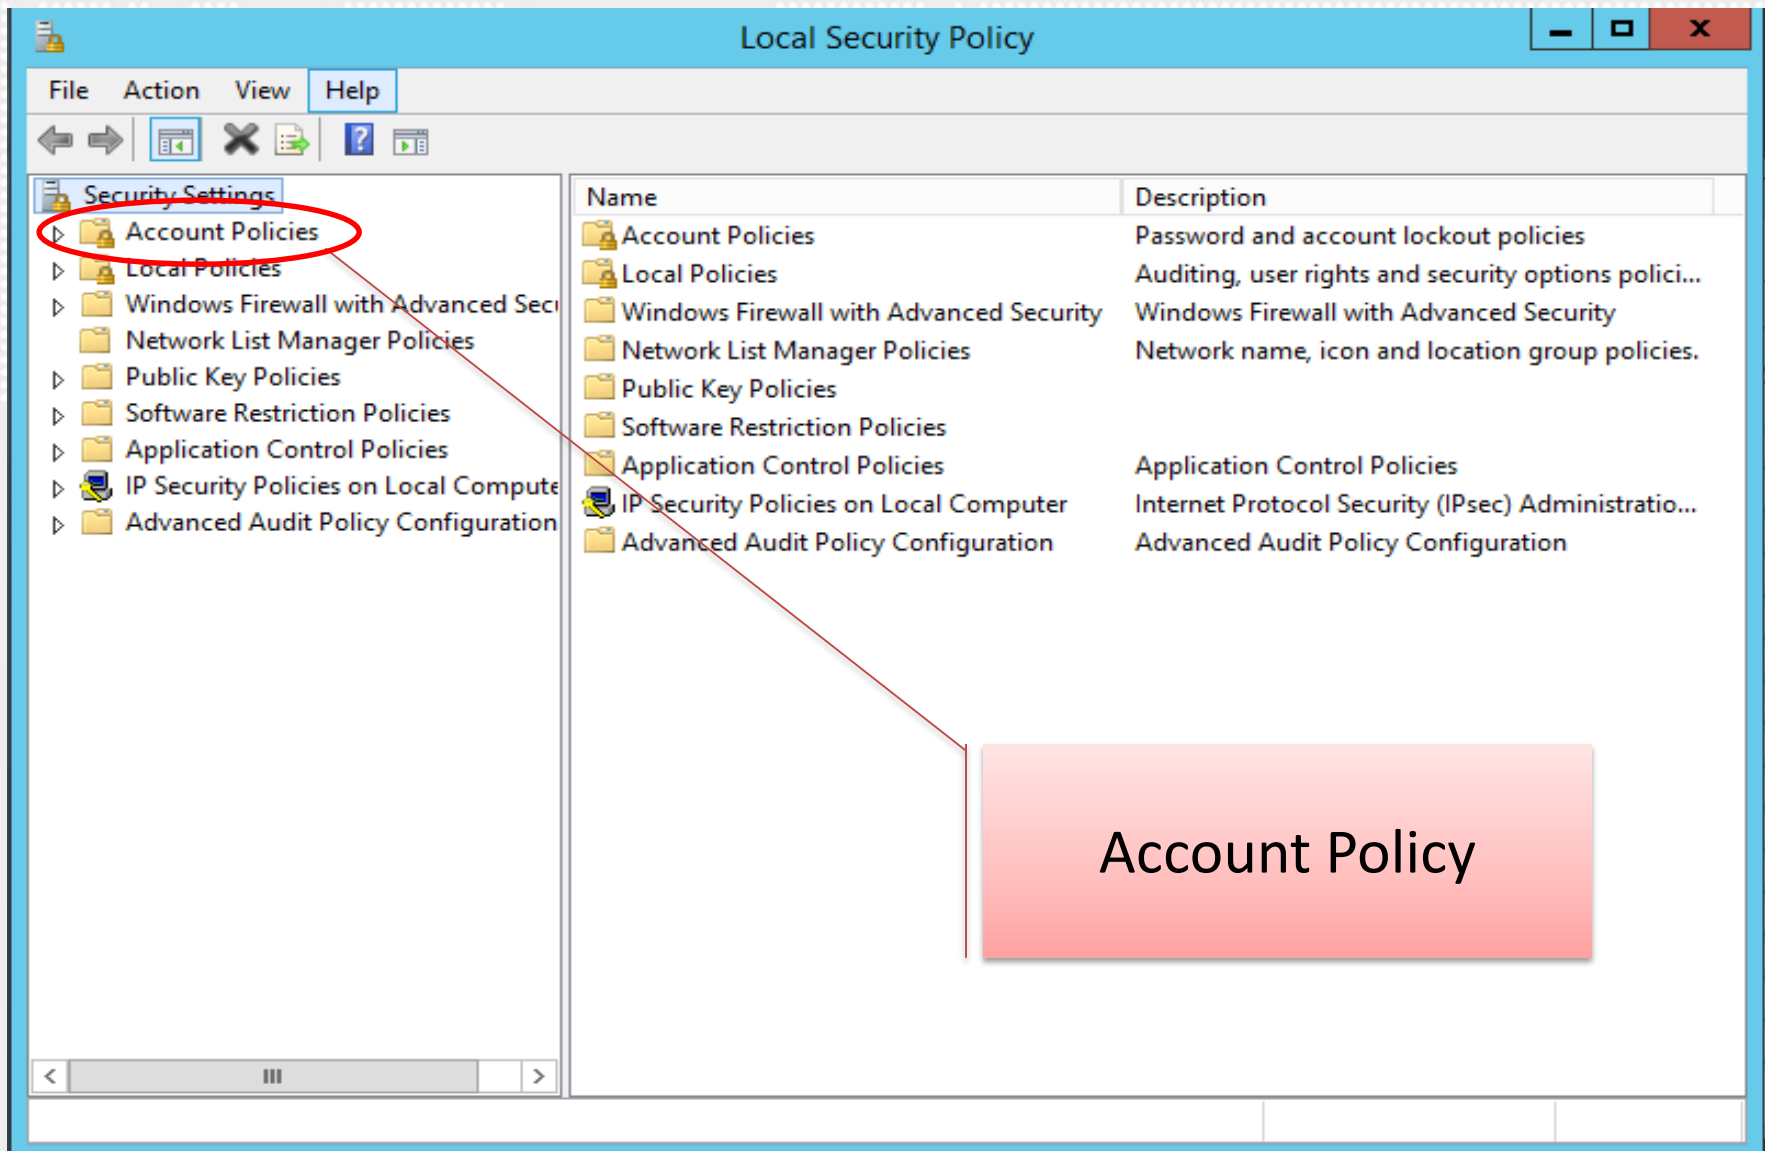 Local Security Policy
File Action View Help
Security Settings
Account Policies
Local Policies
Windows Firewall with Advanced Secu
Network List Manager Policies
Public Key Policies
Software Restriction Policies
Application Control Policies
IP Security Policies on Local Compute
Advanced Audit Policy Configuration
Name Description
Account Policies Password and account lockout policies
Local Policies Auditing, user rights and security options polici...
Windows Firewall with Advanced Security Windows Firewall with Advanced Security
Network List Manager Policies Network name, icon and location group policies.
Public Key Policies
Software Restriction Policies
Application Control Policies Application Control Policies
IP Security Policies on Local Computer Internet Protocol Security (IPsec) Administratio...
Advanced Audit Policy Configuration Advanced Audit Policy Configuration
Account Policy